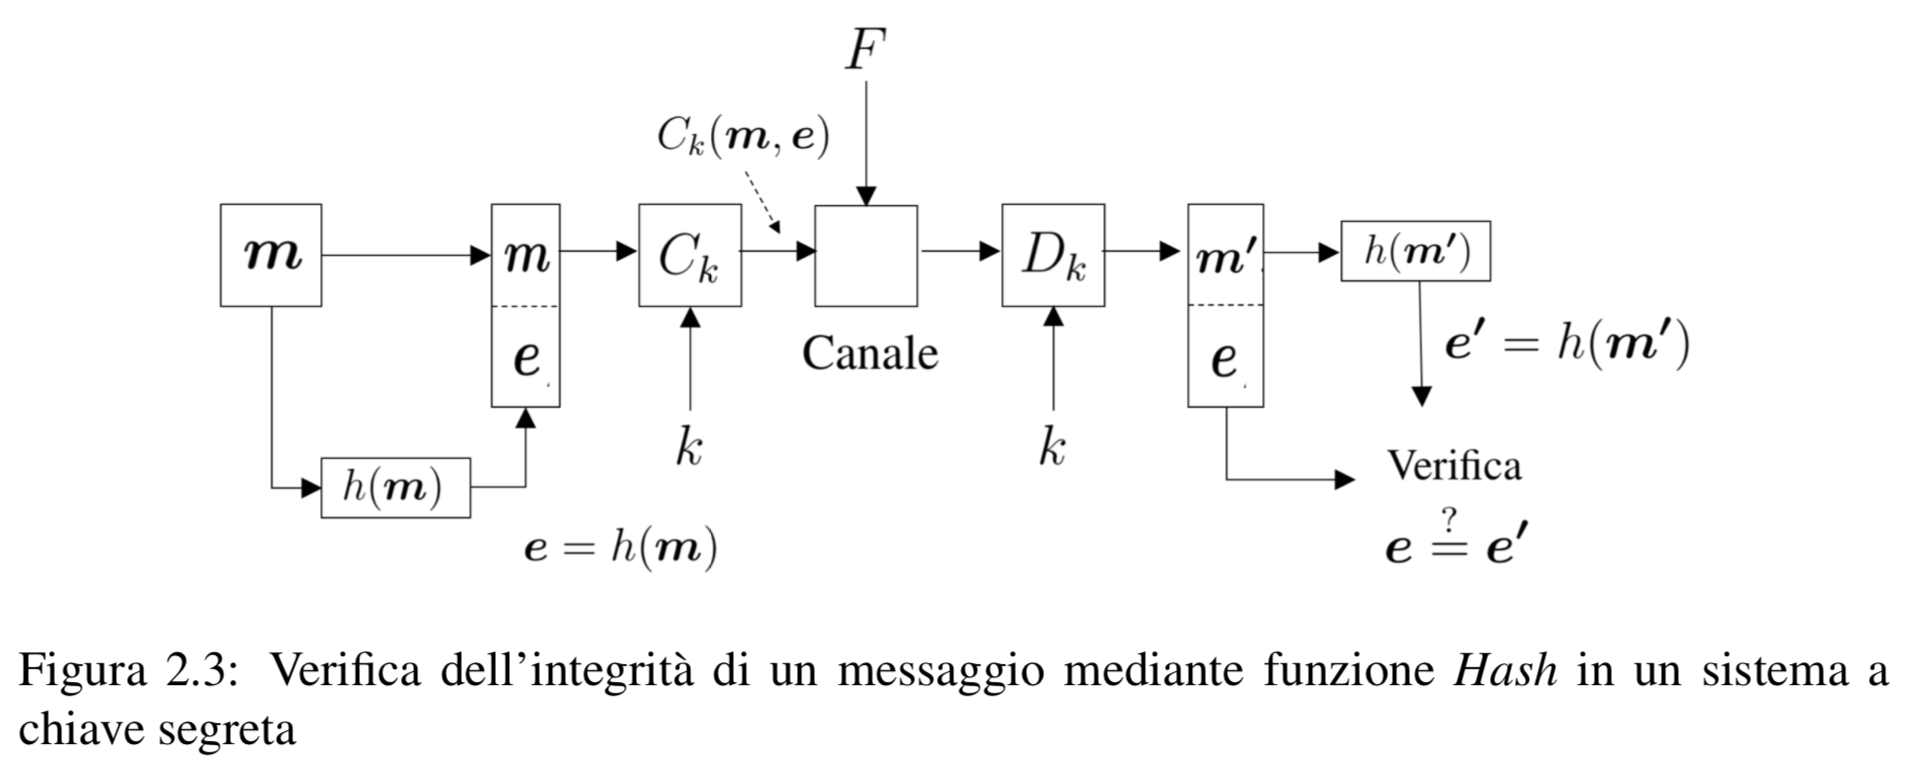 F
C_k(m, e)
m
m
C_k
D_k
m′
h(m′)
e
Canale
e
e′ = h(m′)
k
k
h(m)
Verifica
e = h(m)
e ≟ e′
Figura 2.3: Verifica dell'integrità di un messaggio mediante funzione Hash in un sistema a
chiave segreta